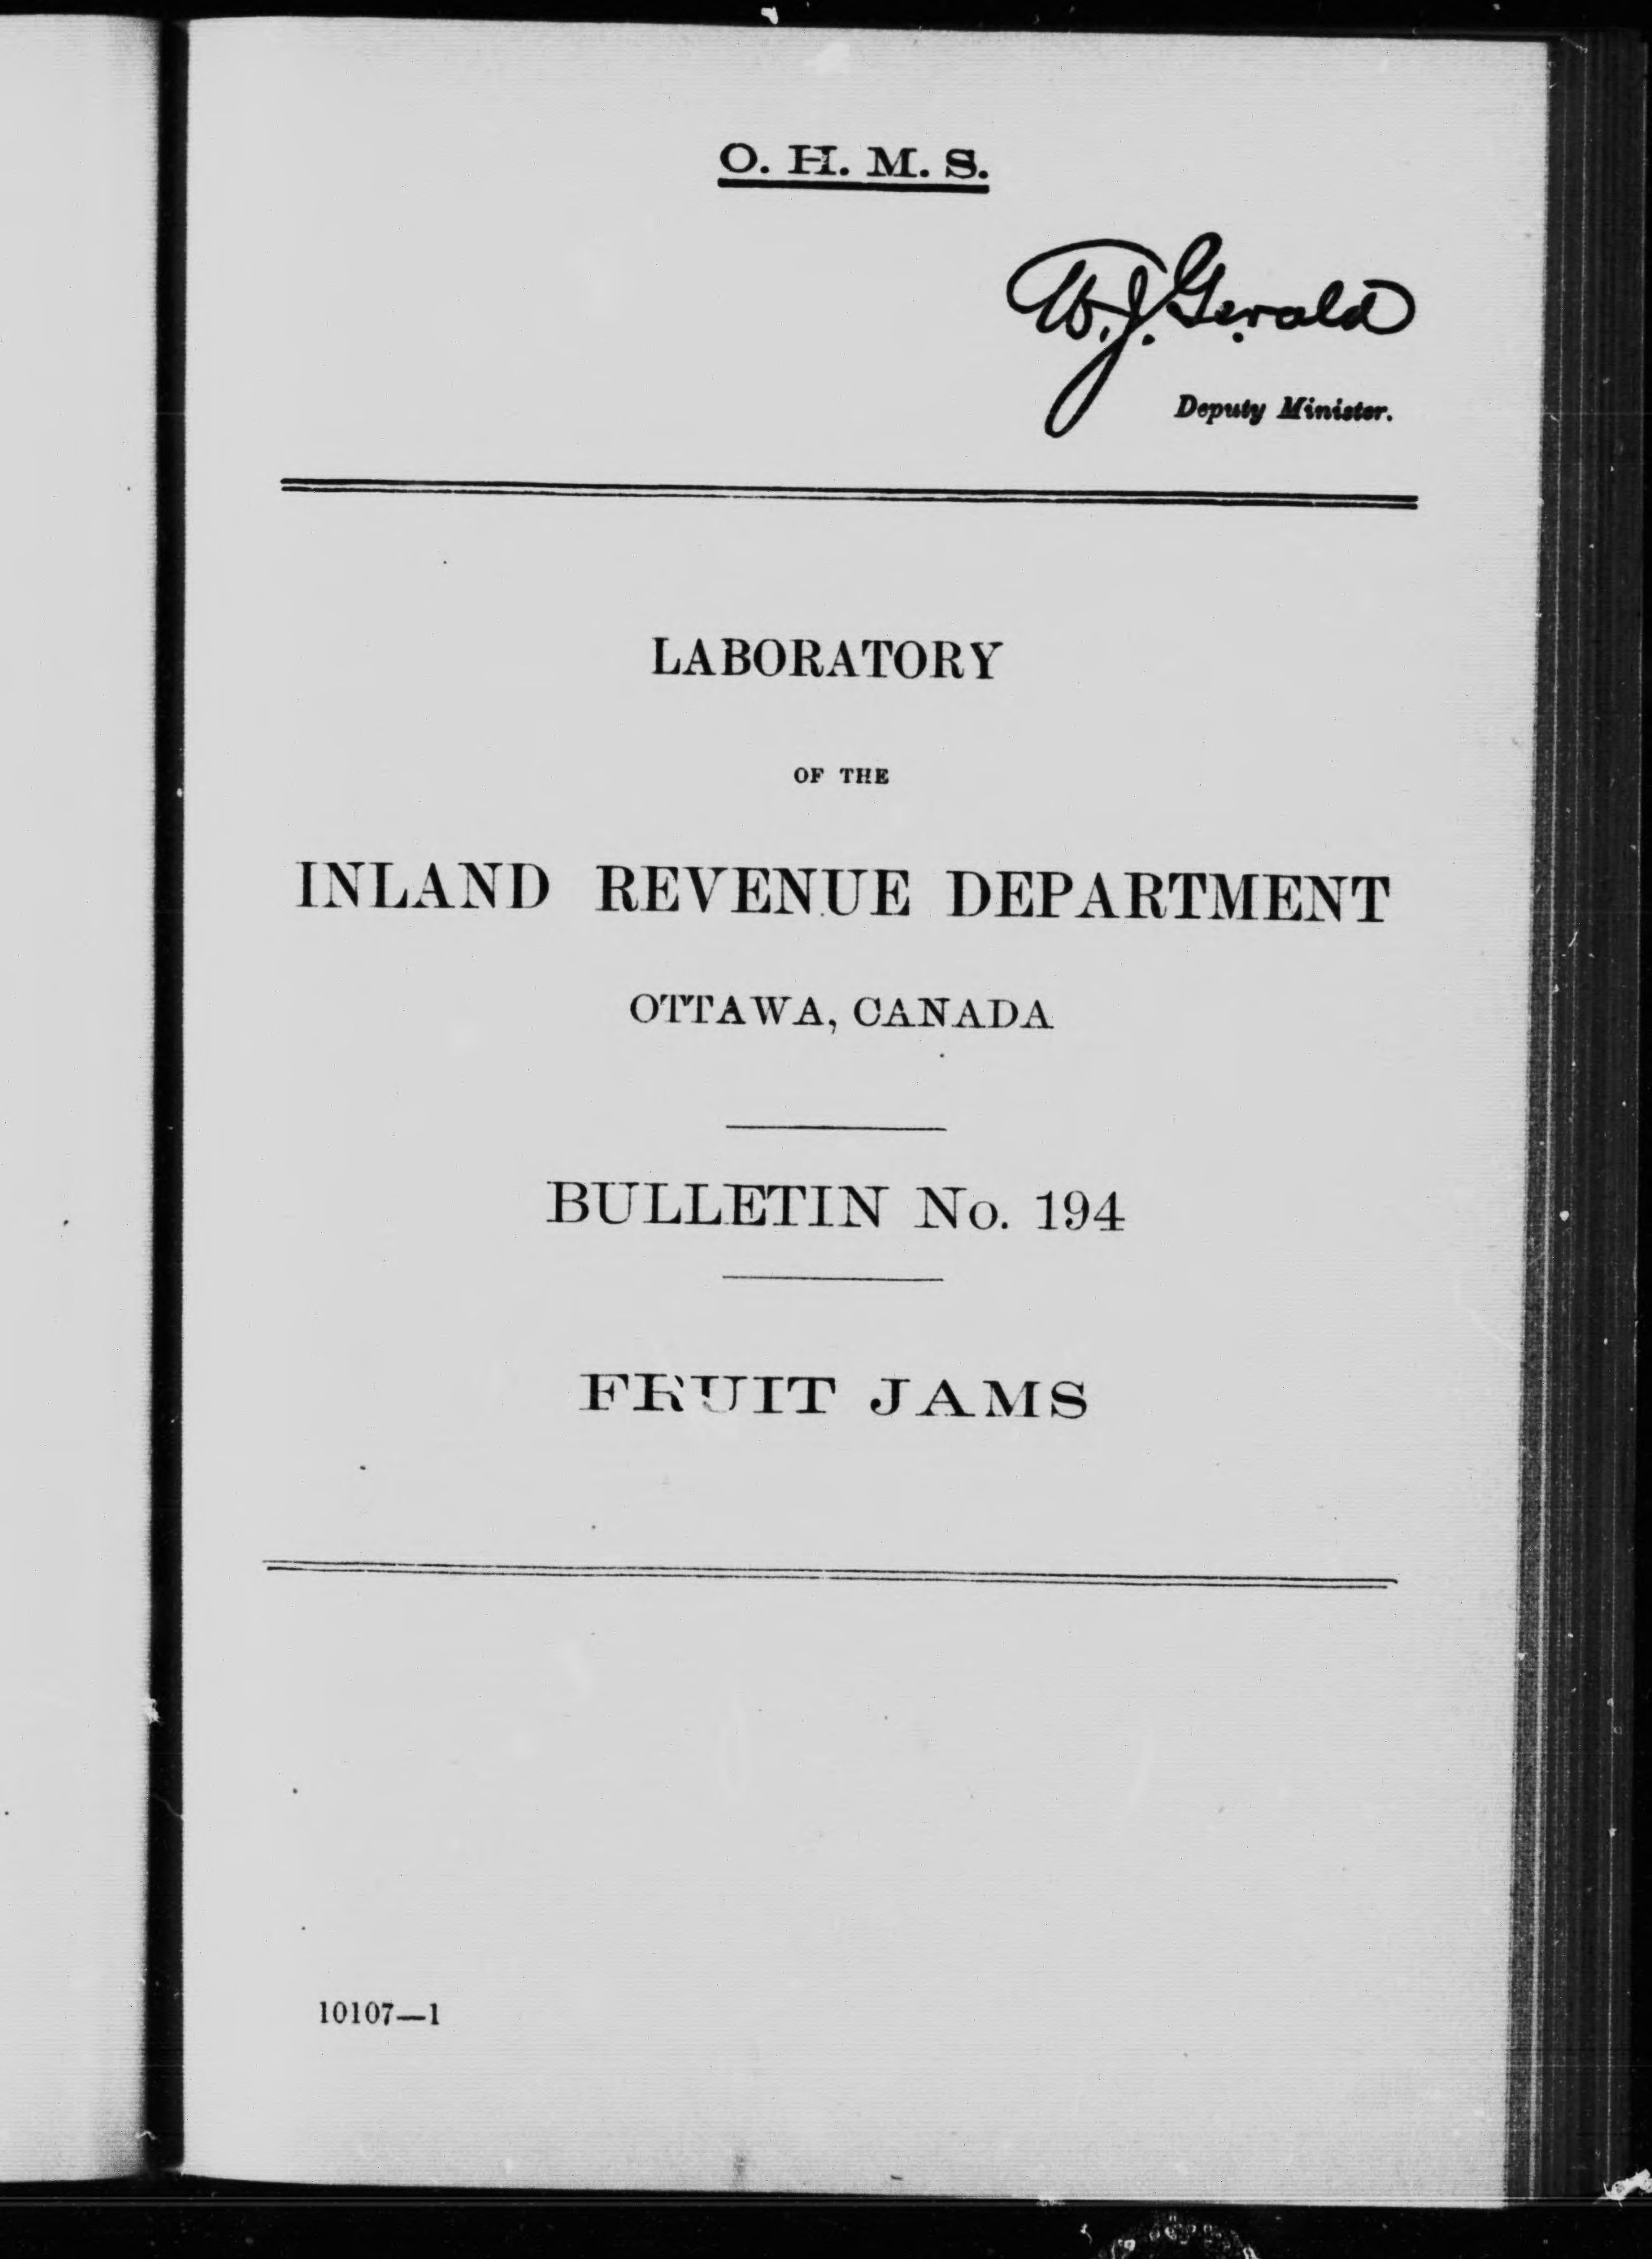 O. H. M. S.
W. J. Gerald
Deputy Minister.
LABORATORY
OF THE
INLAND REVENUE DEPARTMENT
OTTAWA, CANADA
BULLETIN No. 194
FRUIT JAMS
10107—1